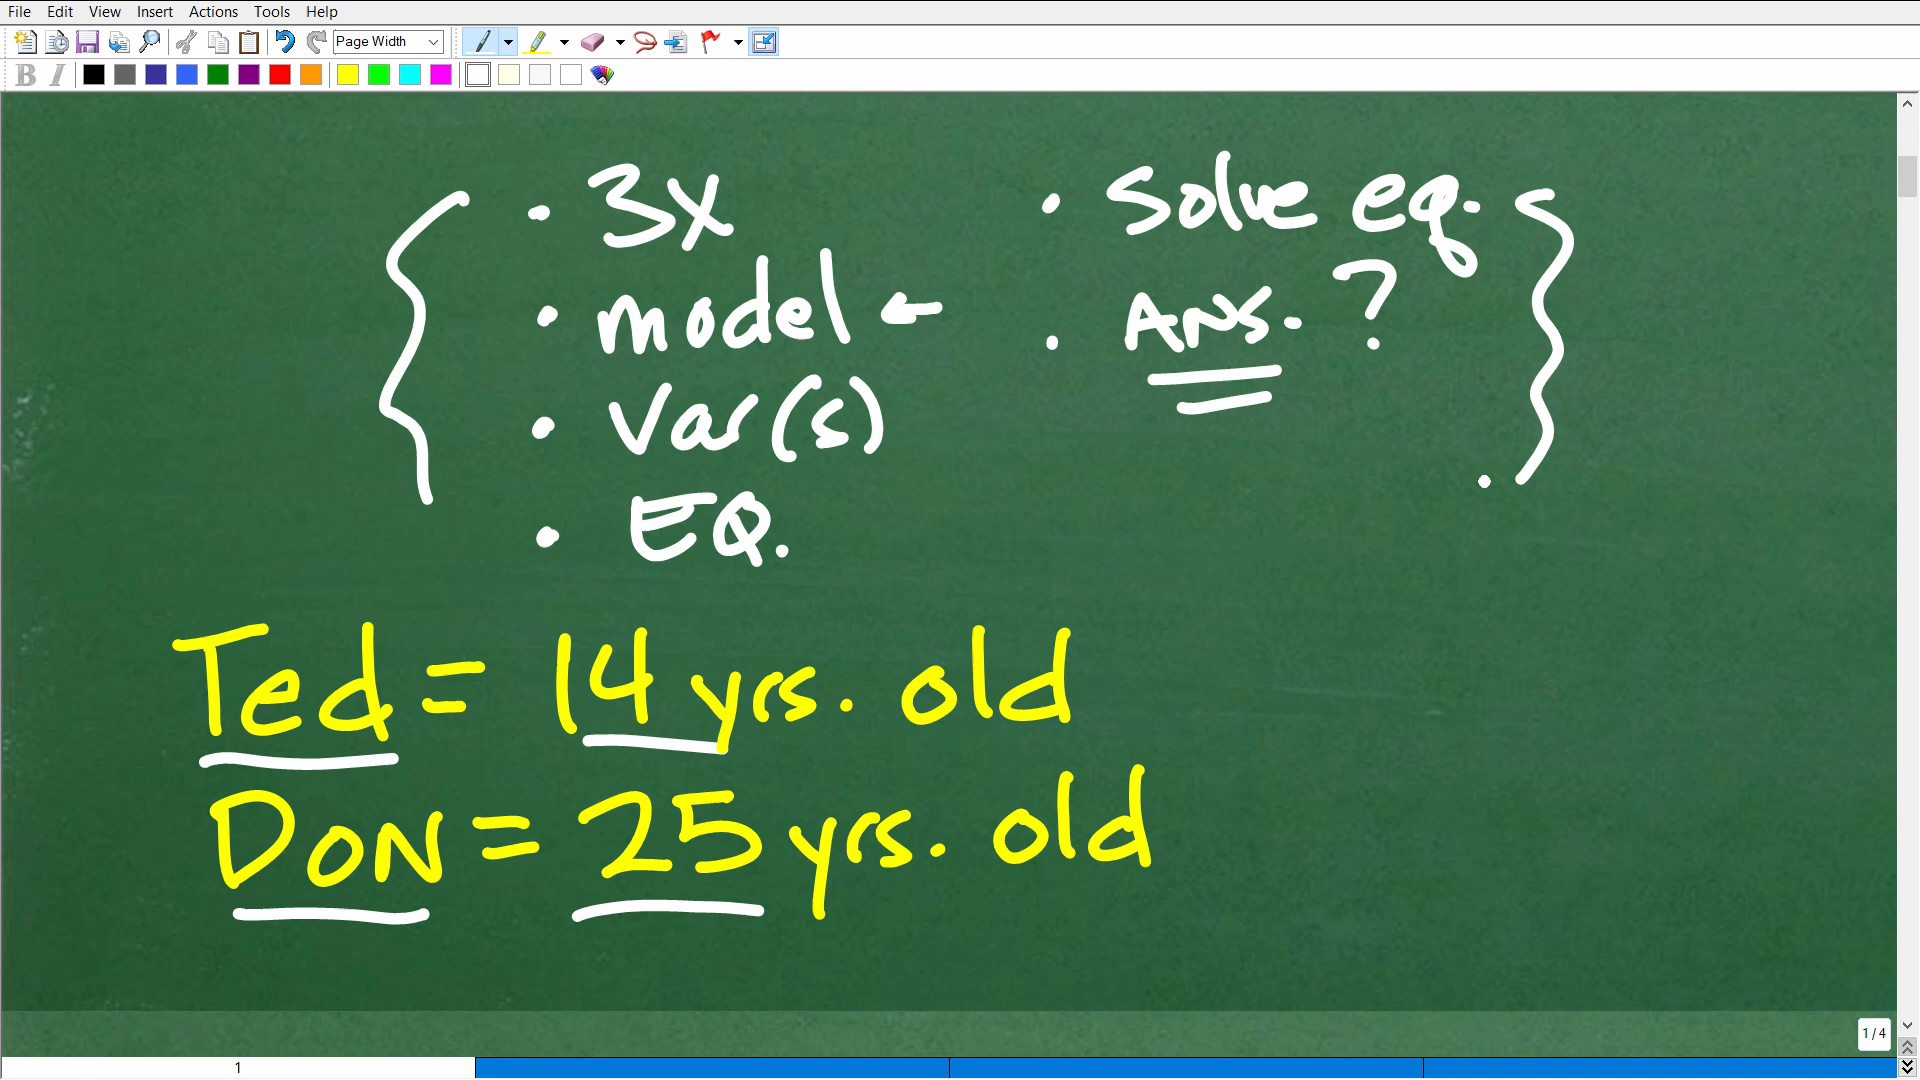 File Edit View Insert Actions Tools Help
Page Width
B I
• 3X
• model ←
• Var(s)
• EQ.
• Solve eq.
• ANS. ?
Ted = 14 yrs. old
DoN = 25 yrs. old
1 / 4
1